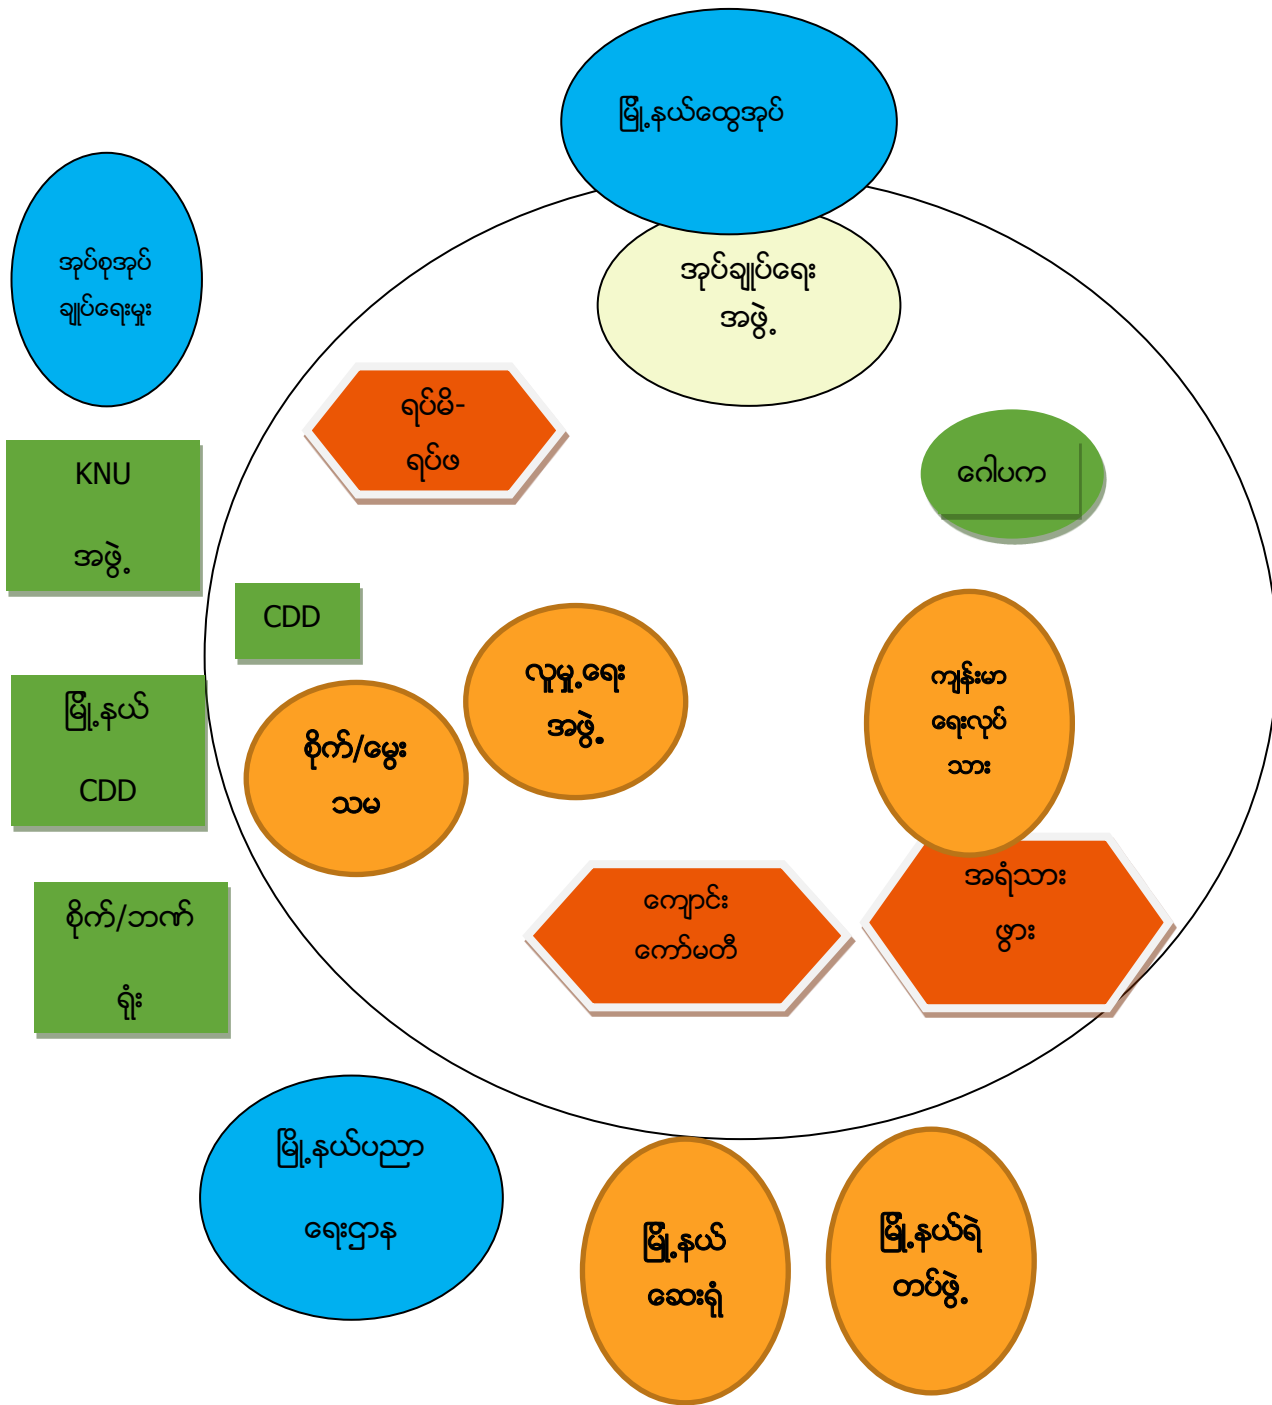 မြို့နယ်ထွေအုပ်
အုပ်စုအုပ်
ချုပ်ရေးမှုး
အုပ်ချုပ်ရေး
အဖွဲ့
ရပ်မိ-
ရပ်ဖ
ဂေါပက
KNU
အဖွဲ့
CDD
လူမှု့ရေး
အဖွဲ့
ကျန်းမာ
ရေးလုပ်
သား
မြို့နယ်
CDD
စိုက်/မွေး
သမ
စိုက်/ဘဏ်
ရုံး
ကျောင်း
ကော်မတီ
အရံသား
ဖွား
မြို့နယ်ပညာ
ရေးဌာန
မြို့နယ်
ဆေးရုံ
မြို့နယ်ရဲ
တပ်ဖွဲ့